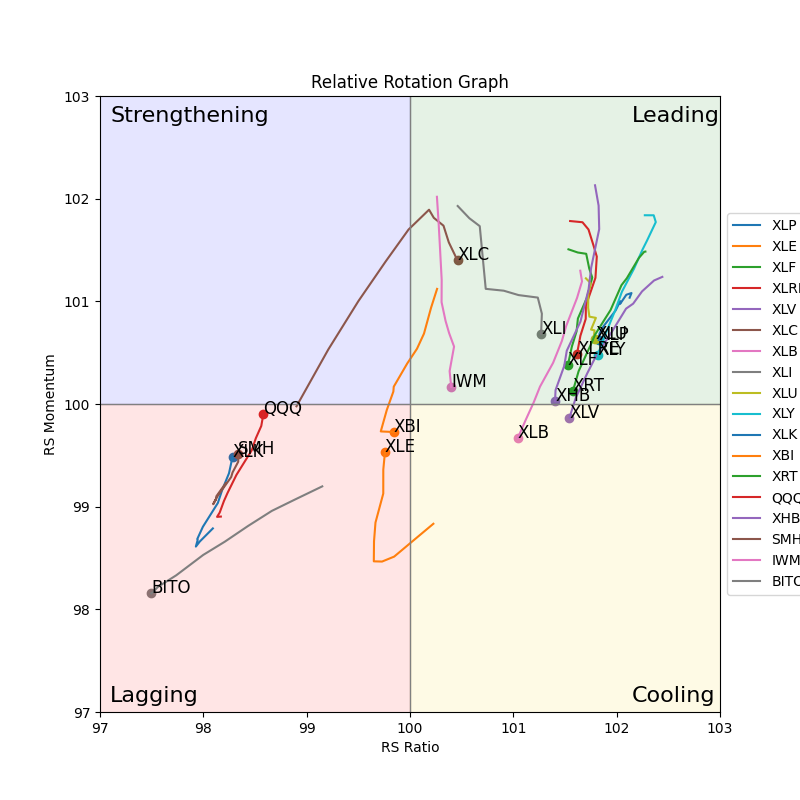 Relative Rotation Graph
103
Strengthening
Leading
102
XLP
XLE
XLF
XLRE
XLV
XLC
XLB
XLI
XLU
XLY
XLK
XBI
XRT
QQQ
XHB
SMH
IWM
BITO
XLC
101
XLI
XLU
XLP
XLY
XLRE
XLF
IWM
XRT
XHB
100
QQQ
XLV
XBI
XLB
XLE
SMH
XLK
RS Momentum
99
98
BITO
Lagging
Cooling
97
97
98
99
100
101
102
103
RS Ratio